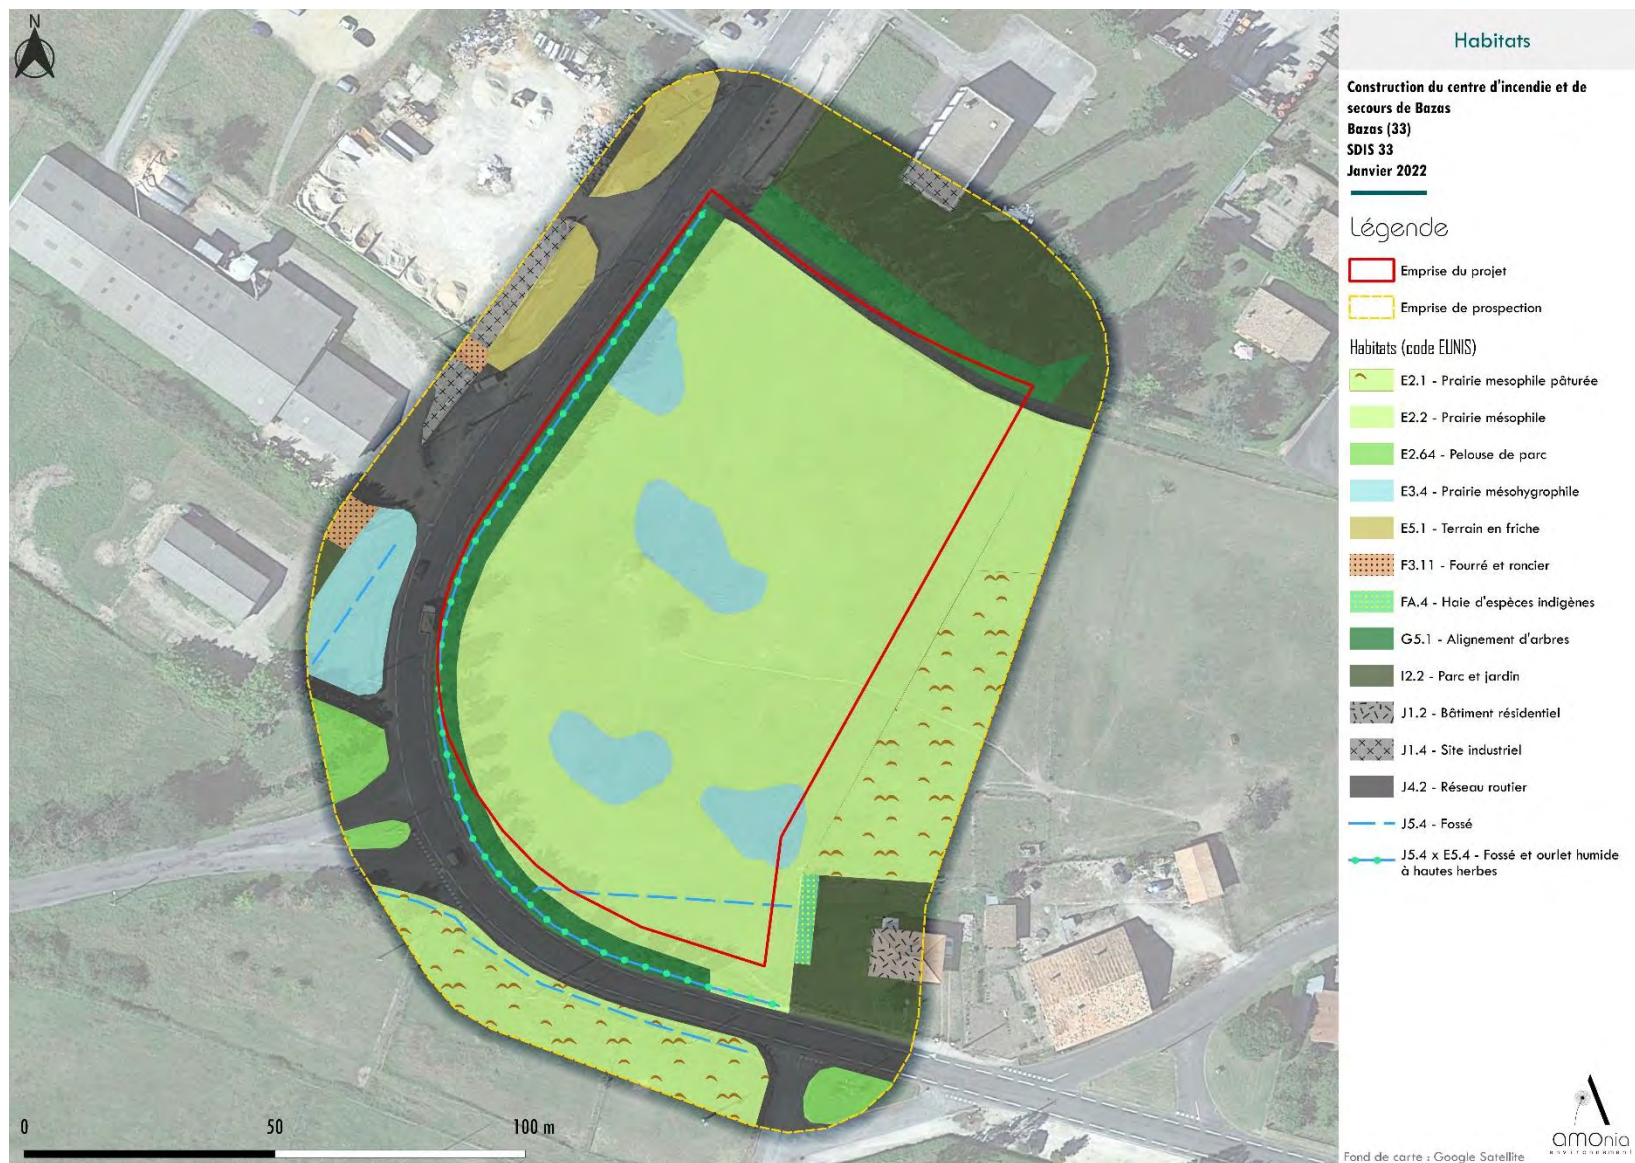 N
Habitats
Construction du centre d'incendie et de
secours de Bazas
Bazas (33)
SDIS 33
Janvier 2022
Légende
Emprise du projet
Emprise de prospection
Habitats (code EUNIS)
E2.1 - Prairie mesophile pâturée
E2.2 - Prairie mésophile
E2.64 - Pelouse de parc
E3.4 - Prairie mésohygrophile
E5.1 - Terrain en friche
F3.11 - Fourré et roncier
FA.4 - Haie d'espèces indigènes
G5.1 - Alignement d'arbres
I2.2 - Parc et jardin
J1.2 - Bâtiment résidentiel
J1.4 - Site industriel
J4.2 - Réseau routier
J5.4 - Fossé
J5.4 x E5.4 - Fossé et ourlet humide
à hautes herbes
0 50 100 m
amonia
environnement
Fond de carte : Google Satellite